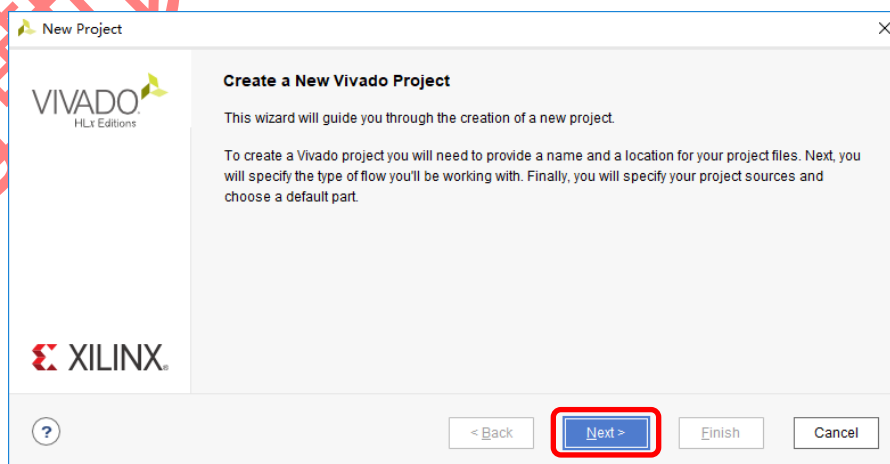 New Project
VIVADO.
HLx Editions
Create a New Vivado Project
This wizard will guide you through the creation of a new project.
To create a Vivado project you will need to provide a name and a location for your project files. Next, you
will specify the type of flow you'll be working with. Finally, you will specify your project sources and
choose a default part.
XILINX®
?
< Back
Next >
Finish
Cancel